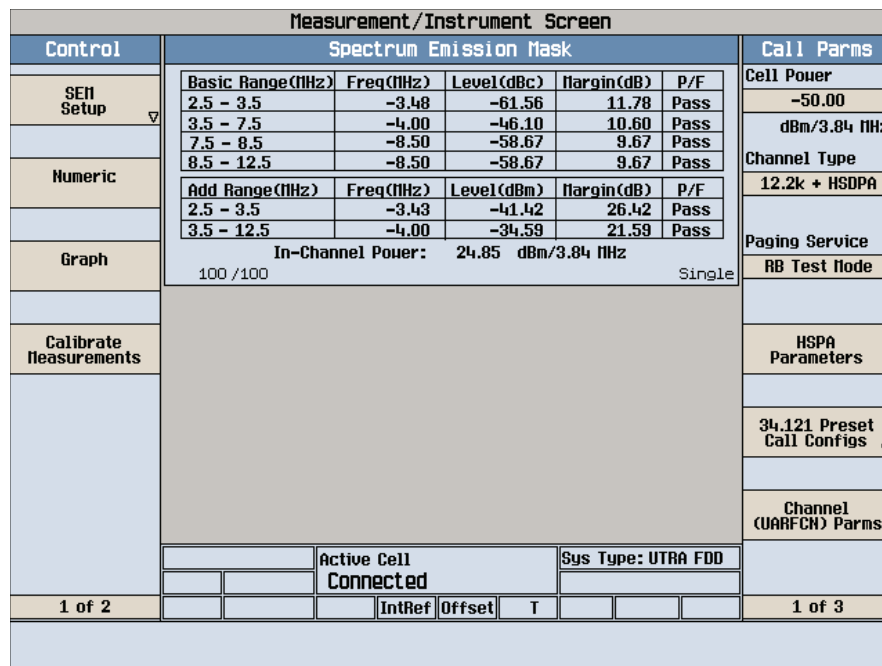 Measurement/Instrument Screen
Control
SEM
Setup
Numeric
Graph
Calibrate
Measurements
1 of 2
Spectrum Emission Mask
Basic Range(MHz) Freq(MHz) Level(dBc) Margin(dB) P/F
2.5 - 3.5 -3.48 -61.56 11.78 Pass
3.5 - 7.5 -4.00 -46.10 10.60 Pass
7.5 - 8.5 -8.50 -58.67 9.67 Pass
8.5 - 12.5 -8.50 -58.67 9.67 Pass
Add Range(MHz) Freq(MHz) Level(dBm) Margin(dB) P/F
2.5 - 3.5 -3.43 -41.42 26.42 Pass
3.5 - 12.5 -4.00 -34.59 21.59 Pass
In-Channel Power: 24.85 dBm/3.84 MHz
100/100 Single
Active Cell Sys Type: UTRA FDD
Connected
IntRef Offset T
Call Parms
Cell Power
-50.00
dBm/3.84 MHz
Channel Type
12.2k + HSDPA
Paging Service
RB Test Mode
HSPA
Parameters
34.121 Preset
Call Configs
Channel
(UARFCN) Parms
1 of 3